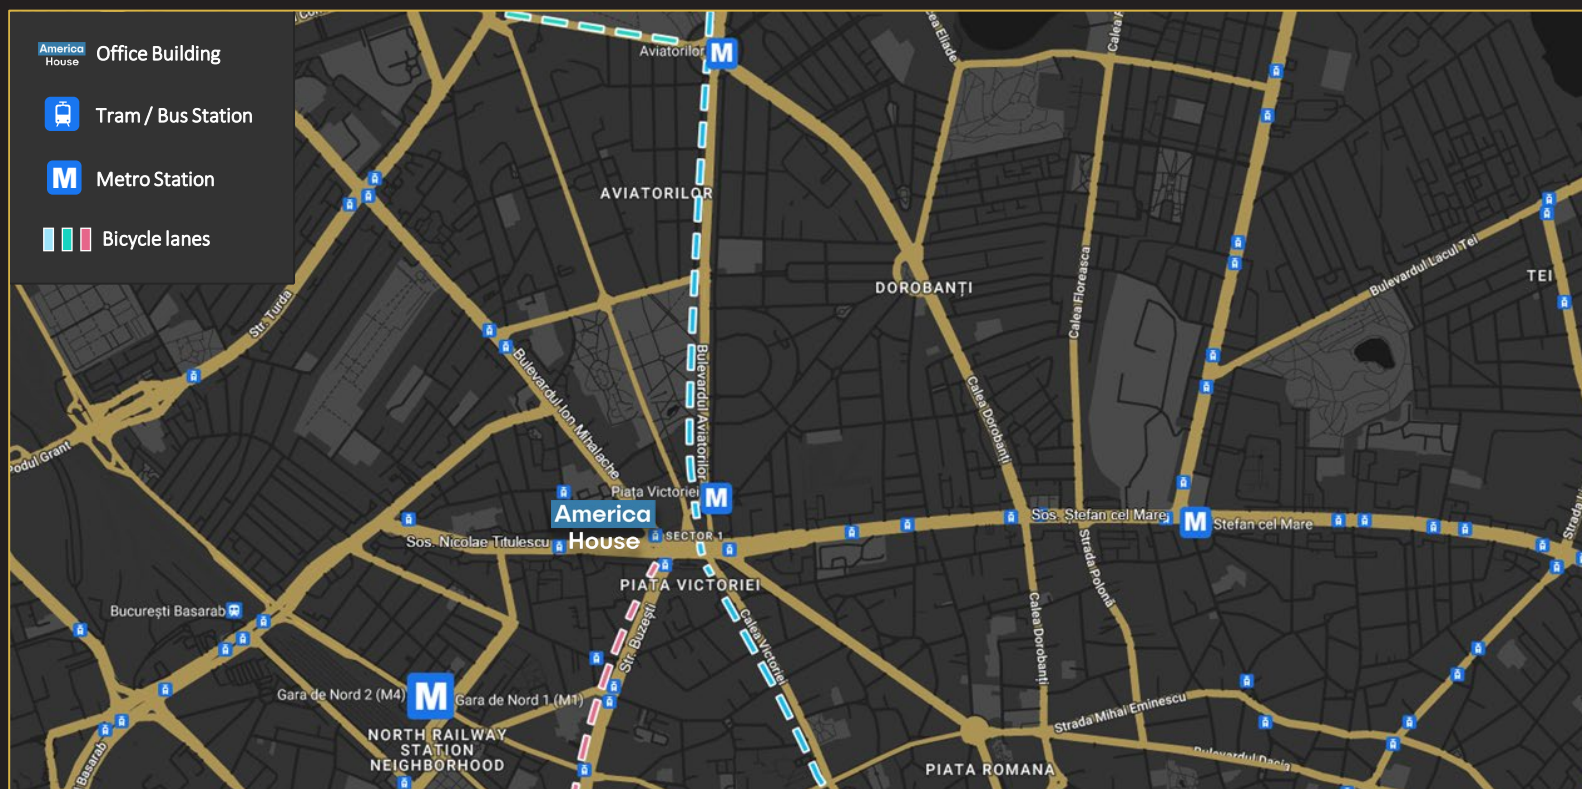 America
House
Office Building
Tram / Bus Station
M
Metro Station
Bicycle lanes
Aviatorilor
M
AVIATORILOR
DOROBANȚI
Calea Floreasca
Bulevardul Lacul Tei
TEI
Str. Turda
Bulevardul Ion Mihalache
Bulevardul Aviatorilor
Calea Dorobanți
Podul Grant
Piața Victoriei
M
America
House
Sos. Nicolae Titulescu
SECTOR 1
Sos. Ștefan cel Mare
M
Stefan cel Mare
PIAȚA VICTORIEI
București Basarab
Str. Buzești
Calea Victoriei
Strada Polonă
Calea Dorobanți
Gara de Nord 2 (M4)
M
Gara de Nord 1 (M1)
NORTH RAILWAY
STATION
NEIGHBORHOOD
Strada Mihai Eminescu
Bulevardul Dacia
PIATA ROMANA
Basarab